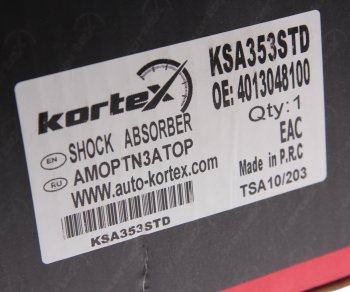 kortex
KSA353STD
OE: 4013048100
Qty:1
EN SHOCK ABSORBER
RU AMOPTN3ATOP
www.auto-kortex.com
EAC
Made in P.R.C
TSA10/203
KSA353STD